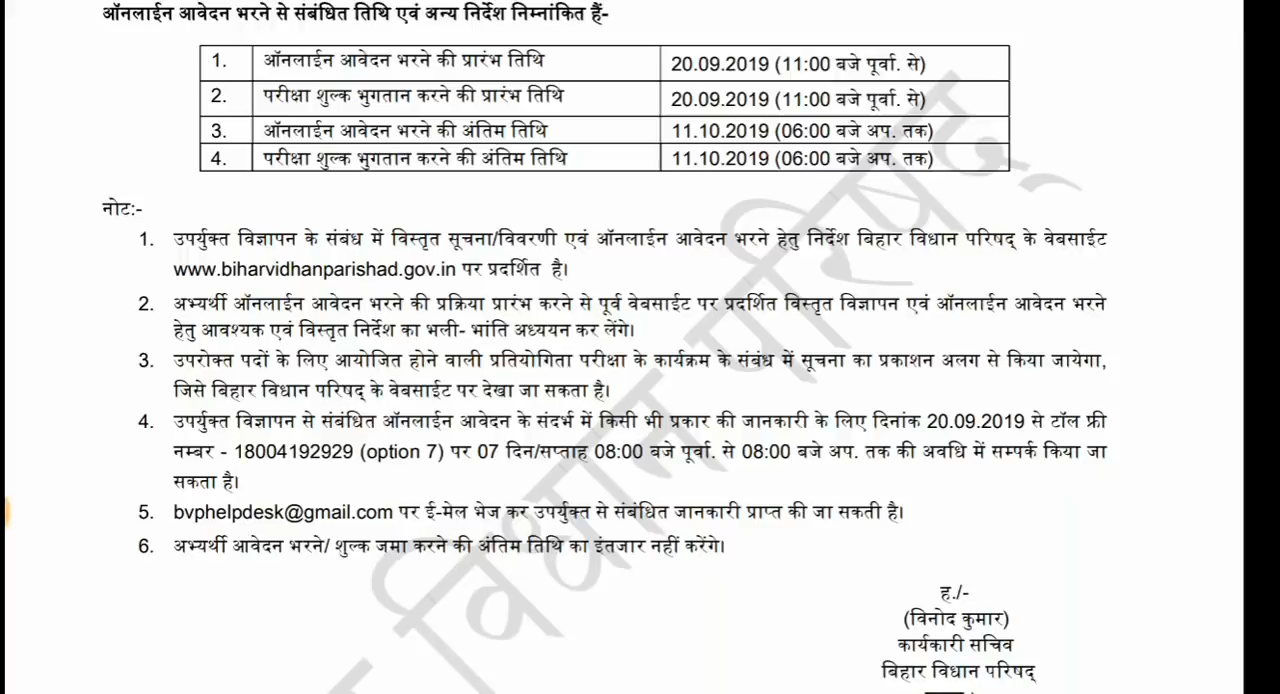 ऑनलाईन आवेदन भरने से संबंधित तिथि एवं अन्य निर्देश निम्नांकित हैं-
1. ऑनलाईन आवेदन भरने की प्रारंभ तिथि 20.09.2019 (11:00 बजे पूर्वा. से)
2. परीक्षा शुल्क भुगतान करने की प्रारंभ तिथि 20.09.2019 (11:00 बजे पूर्वा. से)
3. ऑनलाईन आवेदन भरने की अंतिम तिथि 11.10.2019 (06:00 बजे अप. तक)
4. परीक्षा शुल्क भुगतान करने की अंतिम तिथि 11.10.2019 (06:00 बजे अप. तक)
नोट:-
1. उपर्युक्त विज्ञापन के संबंध में विस्तृत सूचना/विवरणी एवं ऑनलाईन आवेदन भरने हेतु निर्देश बिहार विधान परिषद् के वेबसाईट
www.biharvidhanparishad.gov.in पर प्रदर्शित है।
2. अभ्यर्थी ऑनलाईन आवेदन भरने की प्रक्रिया प्रारंभ करने से पूर्व वेबसाईट पर प्रदर्शित विस्तृत विज्ञापन एवं ऑनलाईन आवेदन भरने
हेतु आवश्यक एवं विस्तृत निर्देश का भली- भांति अध्ययन कर लेंगे।
3. उपरोक्त पदों के लिए आयोजित होने वाली प्रतियोगिता परीक्षा के कार्यक्रम के संबंध में सूचना का प्रकाशन अलग से किया जायेगा,
जिसे बिहार विधान परिषद् के वेबसाईट पर देखा जा सकता है।
4. उपर्युक्त विज्ञापन से संबंधित ऑनलाईन आवेदन के संदर्भ में किसी भी प्रकार की जानकारी के लिए दिनांक 20.09.2019 से टॉल फ्री
नम्बर - 18004192929 (option 7) पर 07 दिन/सप्ताह 08:00 बजे पूर्वा. से 08:00 बजे अप. तक की अवधि में सम्पर्क किया जा
सकता है।
5. bvphelpdesk@gmail.com पर ई-मेल भेज कर उपर्युक्त से संबंधित जानकारी प्राप्त की जा सकती है।
6. अभ्यर्थी आवेदन भरने/ शुल्क जमा करने की अंतिम तिथि का इंतजार नहीं करेंगे।
ह./-
(विनोद कुमार)
कार्यकारी सचिव
बिहार विधान परिषद्
विधान परिषद्